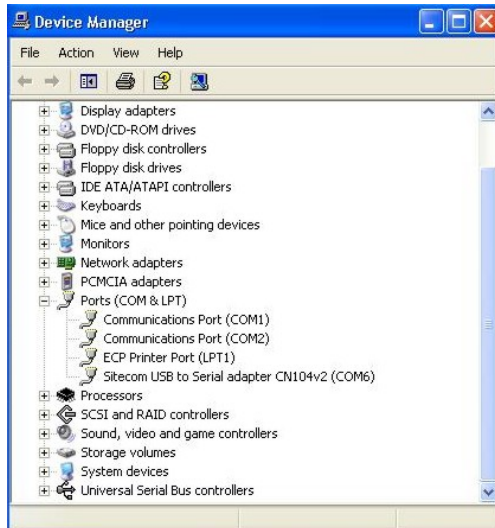 Device Manager
File Action View Help
Display adapters
DVD/CD-ROM drives
Floppy disk controllers
Floppy disk drives
IDE ATA/ATAPI controllers
Keyboards
Mice and other pointing devices
Monitors
Network adapters
PCMCIA adapters
Ports (COM & LPT)
Communications Port (COM1)
Communications Port (COM2)
ECP Printer Port (LPT1)
Sitecom USB to Serial adapter CN104v2 (COM6)
Processors
SCSI and RAID controllers
Sound, video and game controllers
Storage volumes
System devices
Universal Serial Bus controllers